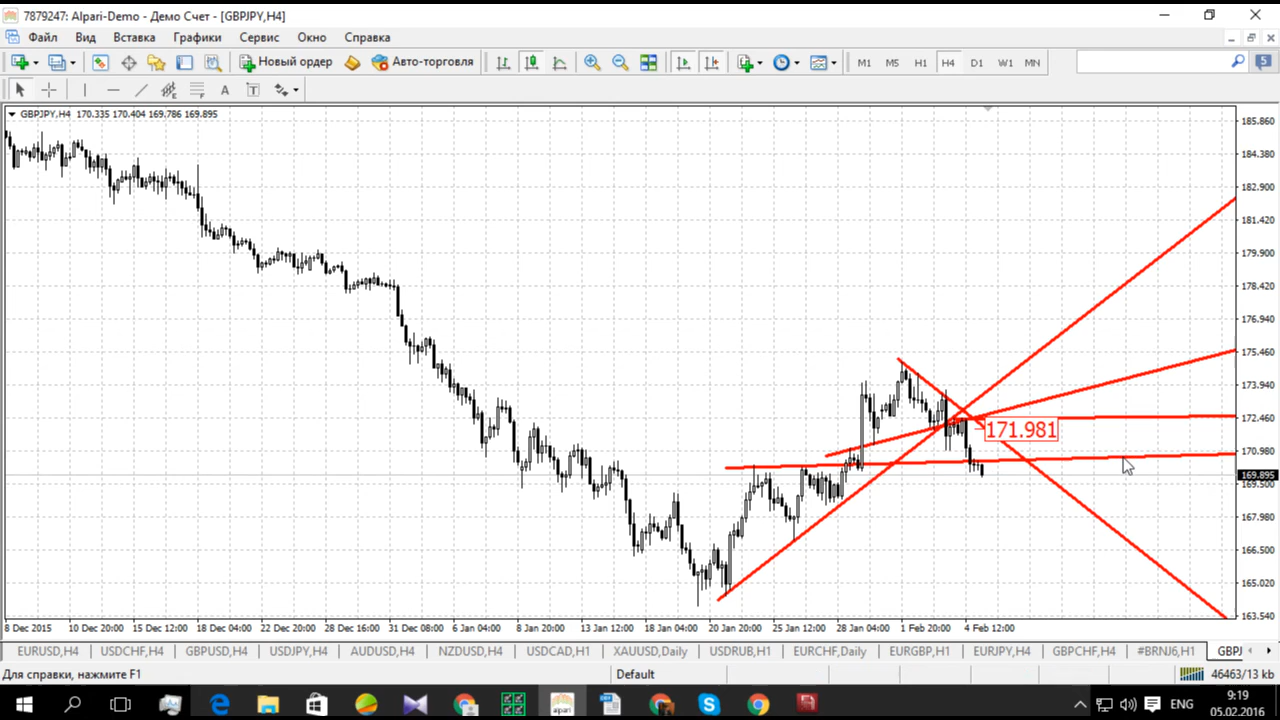 7879247: Alpari-Demo - Демо Счет - [GBPJPY,H4]
Файл Вид Вставка Графики Сервис Окно Справка
Новый ордер Авто-торговля M1 M5 H1 H4 D1 W1 MN 5
A T
GBPJPY,H4 170.335 170.404 169.786 169.895
185.860
184.380
182.900
181.420
179.900
178.420
176.940
175.460
173.940
172.460
171.981
170.980
169.895
169.500
167.980
166.500
165.020
163.540
8 Dec 2015 10 Dec 20:00 15 Dec 12:00 18 Dec 04:00 22 Dec 20:00 28 Dec 16:00 31 Dec 08:00 6 Jan 04:00 8 Jan 20:00 13 Jan 12:00 18 Jan 04:00 20 Jan 20:00 25 Jan 12:00 28 Jan 04:00 1 Feb 20:00 4 Feb 12:00
EURUSD,H4 USDCHF,H4 GBPUSD,H4 USDJPY,H4 AUDUSD,H4 NZDUSD,H4 USDCAD,H1 XAUUSD,Daily USDRUB,H1 EURCHF,Daily EURGBP,H1 EURJPY,H4 GBPCHF,H4 #BRNJ6,H1 GBPJ
Для справки, нажмите F1 Default 46463/13 kb
alpari ENG 9:19
05.02.2016